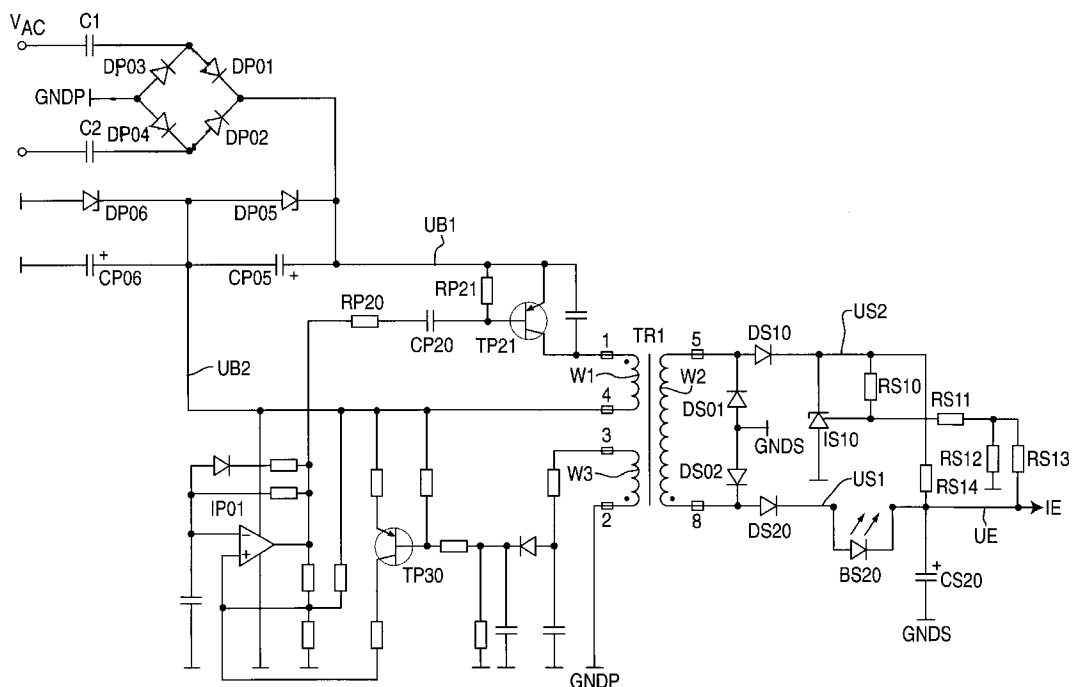 VAC
C1
DP03
DP01
GNDP
C2
DP04
DP02
DP06
DP05
CP06
+
CP05
+
UB1
RP20
RP21
CP20
TP21
UB2
TR1
1
W1
4
3
W3
2
5
W2
8
DS10
US2
DS01
GNDS
DS02
RS10
IS10
RS11
RS12
RS13
RS14
DS20
US1
BS20
UE
IE
+
CS20
GNDS
IP01
−
+
TP30
GNDP